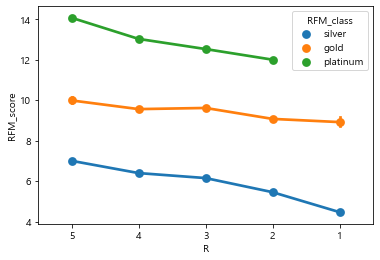 RFM_class
silver
gold
platinum
14
12
10
8
6
4
RFM_score
5 4 3 2 1
R